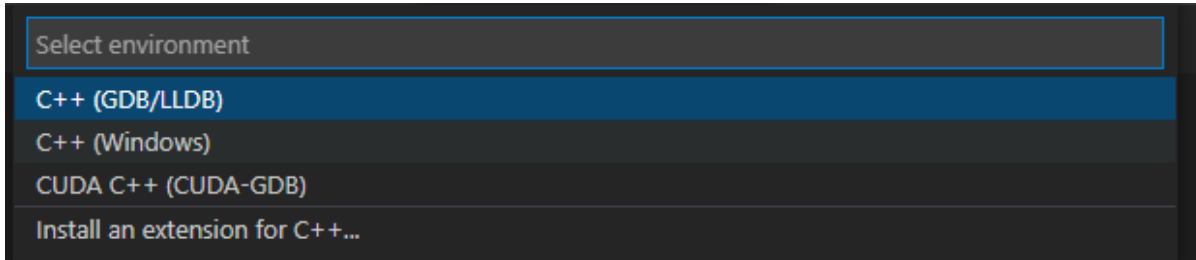 Select environment
C++ (GDB/LLDB)
C++ (Windows)
CUDA C++ (CUDA-GDB)
Install an extension for C++...